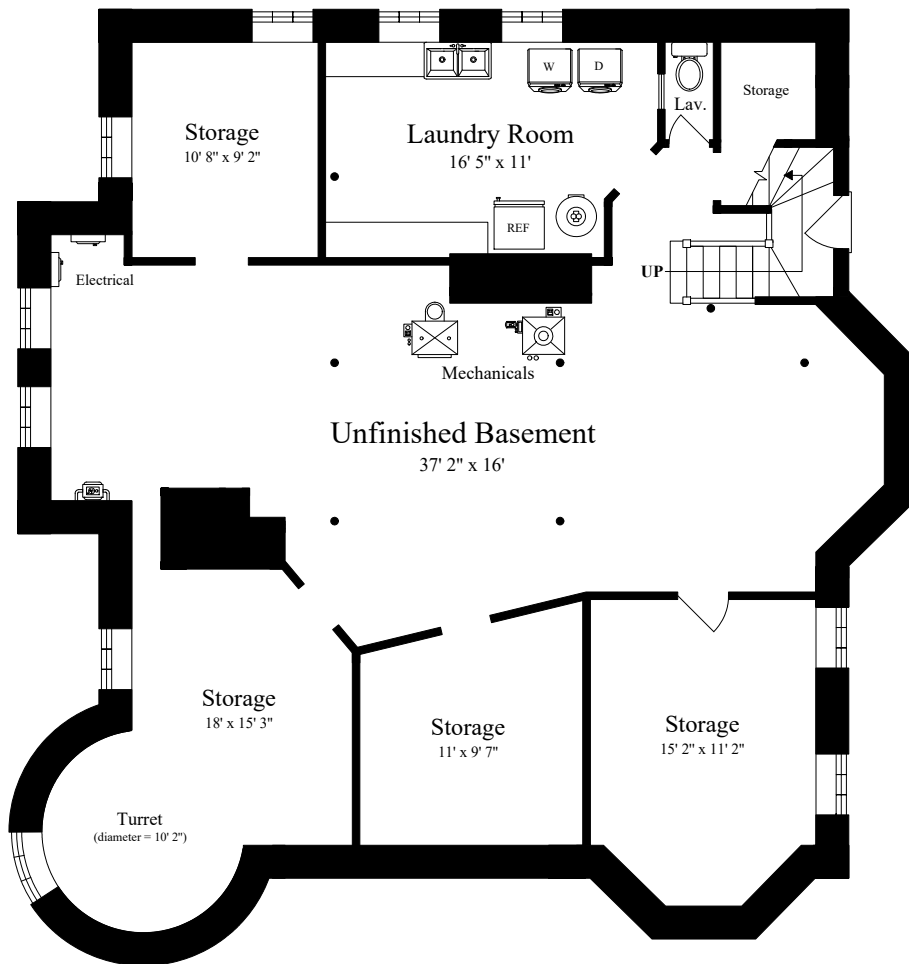 W
D
Lav.
Storage
Storage
10' 8" x 9' 2"
Laundry Room
16' 5" x 11'
REF
Electrical
UP
Mechanicals
Unfinished Basement
37' 2" x 16'
Storage
18' x 15' 3"
Storage
11' x 9' 7"
Storage
15' 2" x 11' 2"
Turret
(diameter = 10' 2")